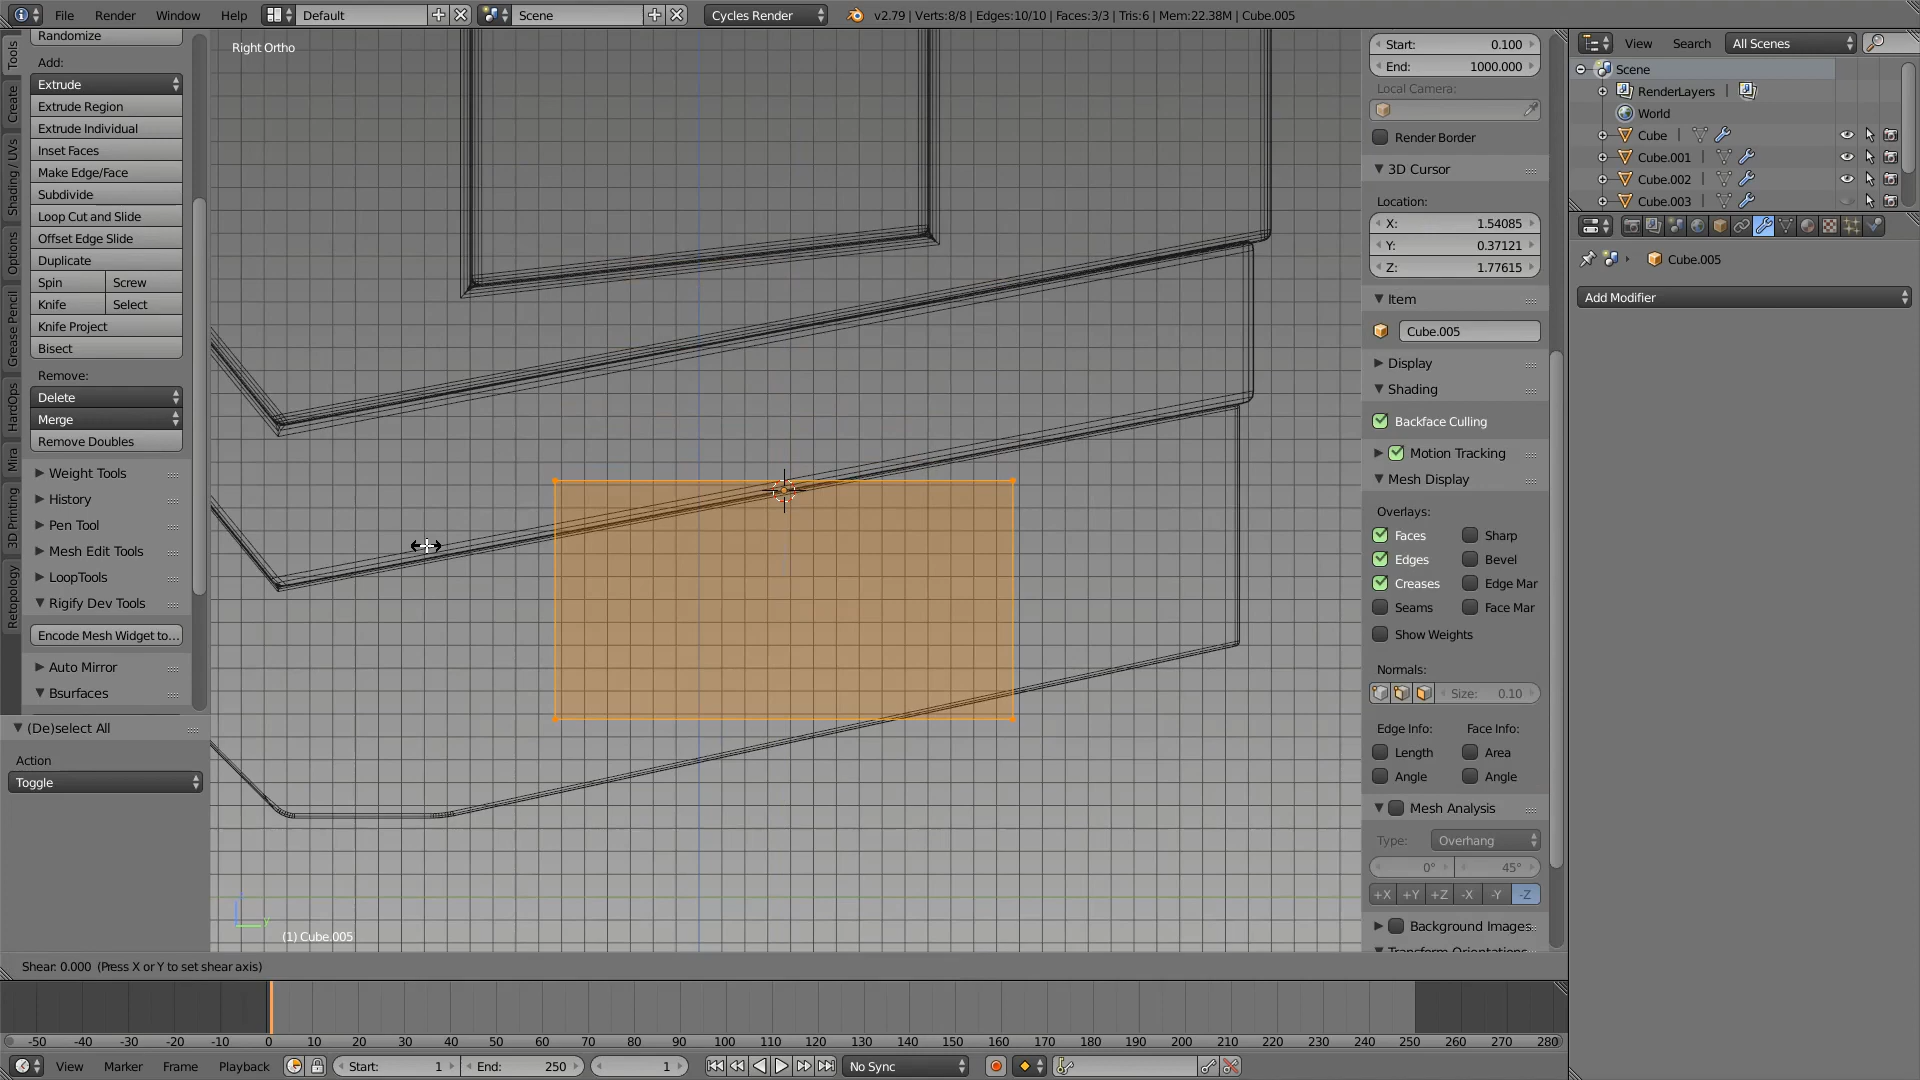 File Render Window Help Default Scene Cycles Render v2.79 | Verts:8/8 | Edges:10/10 | Faces:3/3 | Tris:6 | Mem:22.38M | Cube.005
View Search All Scenes
Tools
Create
Shading / UVs
Options
Grease Pencil
HardOps
Mira
3D Printing
Retopology
Randomize
Add:
Extrude
Extrude Region
Extrude Individual
Inset Faces
Make Edge/Face
Subdivide
Loop Cut and Slide
Offset Edge Slide
Duplicate
Spin Screw
Knife Select
Knife Project
Bisect
Remove:
Delete
Merge
Remove Doubles
Weight Tools
History
Pen Tool
Mesh Edit Tools
LoopTools
Rigify Dev Tools
Encode Mesh Widget to...
Auto Mirror
Bsurfaces
(De)select All
Action
Toggle
Right Ortho
y
(1) Cube.005
Start: 0.100
End: 1000.000
Local Camera:
Render Border
3D Cursor
Location:
X: 1.54085
Y: 0.37121
Z: 1.77615
Item
Cube.005
Display
Shading
Backface Culling
Motion Tracking
Mesh Display
Overlays:
Faces Sharp
Edges Bevel
Creases Edge Mar
Seams Face Mar
Show Weights
Normals:
Size: 0.10
Edge Info: Face Info:
Length Area
Angle Angle
Mesh Analysis
Type: Overhang
0° 45°
+X +Y +Z -X -Y -Z
Background Images
Transform Orientations
Scene
RenderLayers
World
Cube
Cube.001
Cube.002
Cube.003
Cube.005
Add Modifier
Shear: 0.000 (Press X or Y to set shear axis)
-50 -40 -30 -20 -10 0 10 20 30 40 50 60 70 80 90 100 110 120 130 140 150 160 170 180 190 200 210 220 230 240 250 260 270 280
View Marker Frame Playback Start: 1 End: 250 1 No Sync